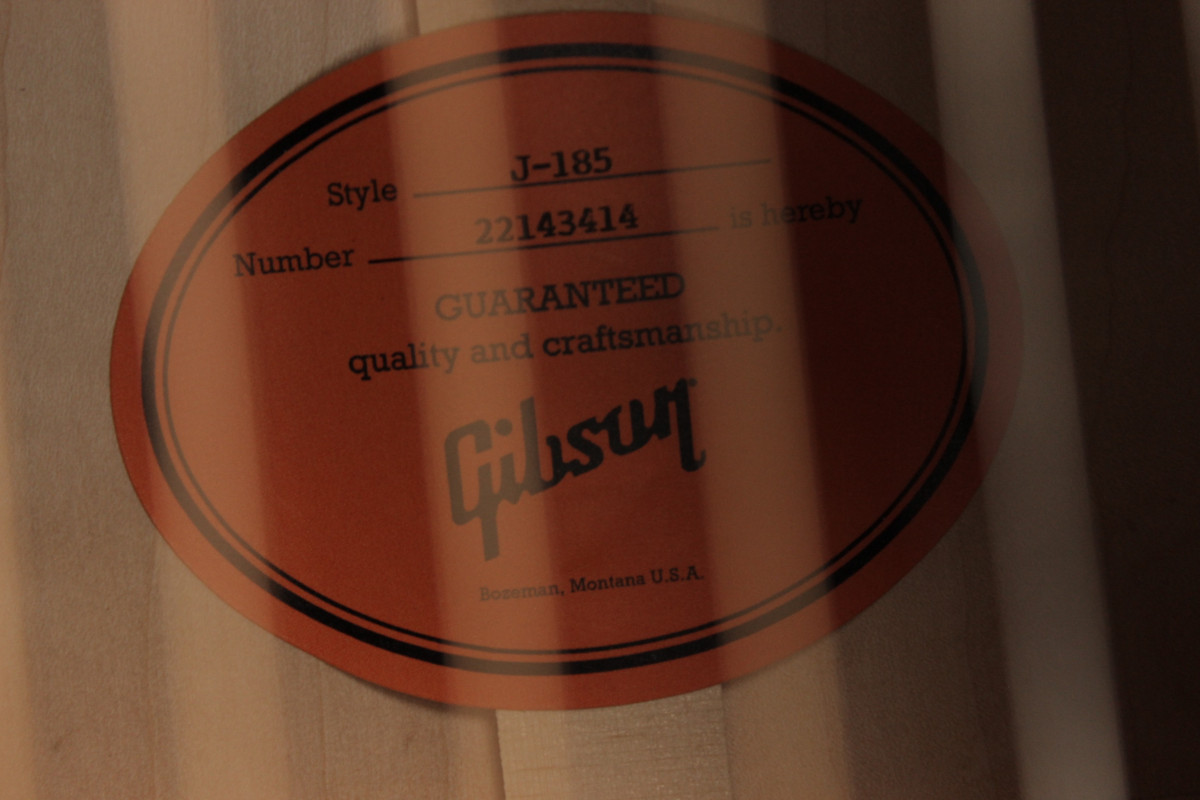 Style J-185
Number 22143414 is hereby
GUARANTEED
quality and craftsmanship.
Gibson
Bozeman, Montana U.S.A.